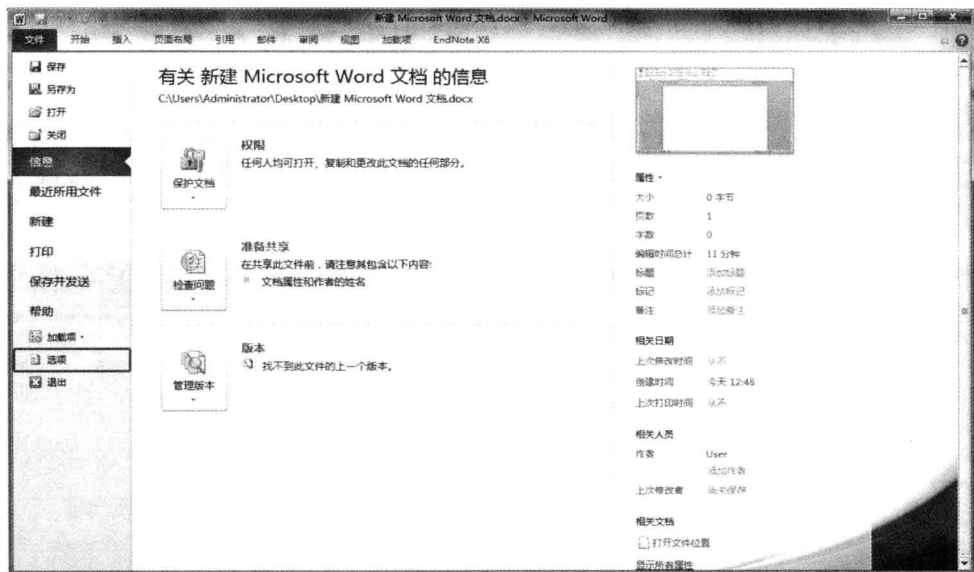 新建 Microsoft Word 文档.docx - Microsoft Word
文件 开始 插入 页面布局 引用 邮件 审阅 视图 加载项 EndNote X6
保存
另存为
打开
关闭
信息
最近所用文件
新建
打印
保存并发送
帮助
加载项
选项
退出
有关 新建 Microsoft Word 文档 的信息
C:\Users\Administrator\Desktop\新建 Microsoft Word 文档.docx
保护文档
权限
任何人均可打开、复制和更改此文档的任何部分。
检查问题
准备共享
在共享此文件前，请注意其包含以下内容:
文档属性和作者的姓名
管理版本
版本
找不到此文件的上一个版本。
属性
大小 0 字节
页数 1
字数 0
编辑时间总计 11 分钟
标题 添加标题
标记 添加标记
备注 添加备注
相关日期
上次修改时间 从不
创建时间 今天 12:48
上次打印时间 从不
相关人员
作者 User
添加作者
上次修改者 尚未保存
相关文档
打开文件位置
显示所有属性